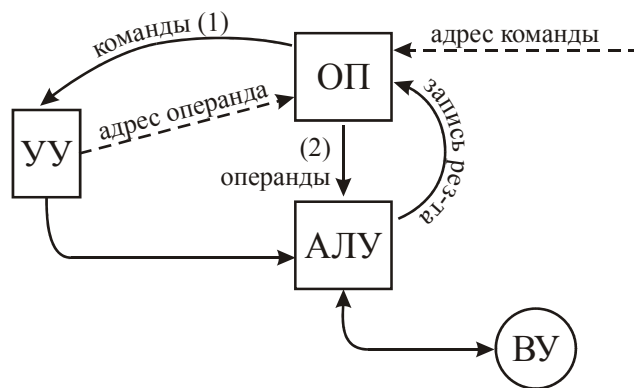 команды (1)
адрес команды
ОП
адрес операнда
запись рез-та
УУ
(2)
операнды
АЛУ
ВУ